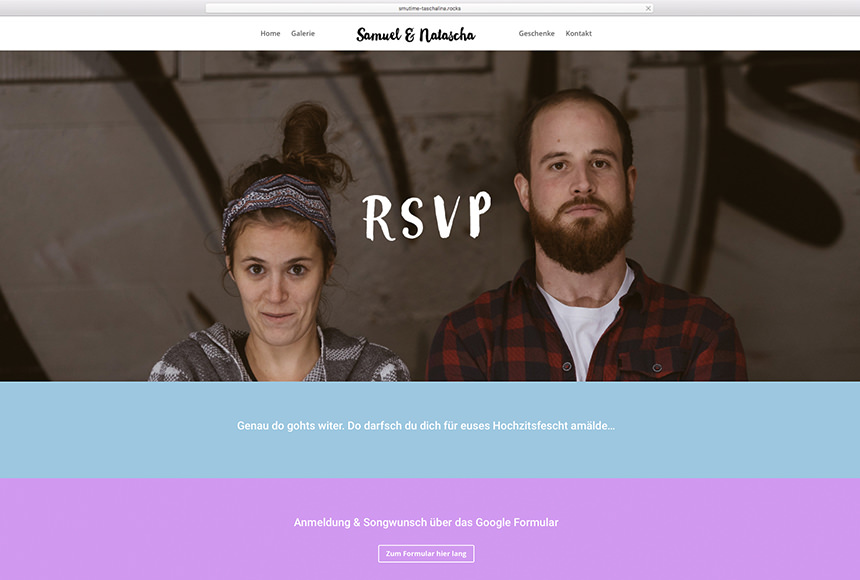 smutime-taschalina.rocks
Home Galerie Samuel & Natascha Geschenke Kontakt
RSVP
Genau do gohts witer. Do darfsch du dich für euses Hochzitsfescht amälde...
Anmeldung & Songwunsch über das Google Formular
Zum Formular hier lang